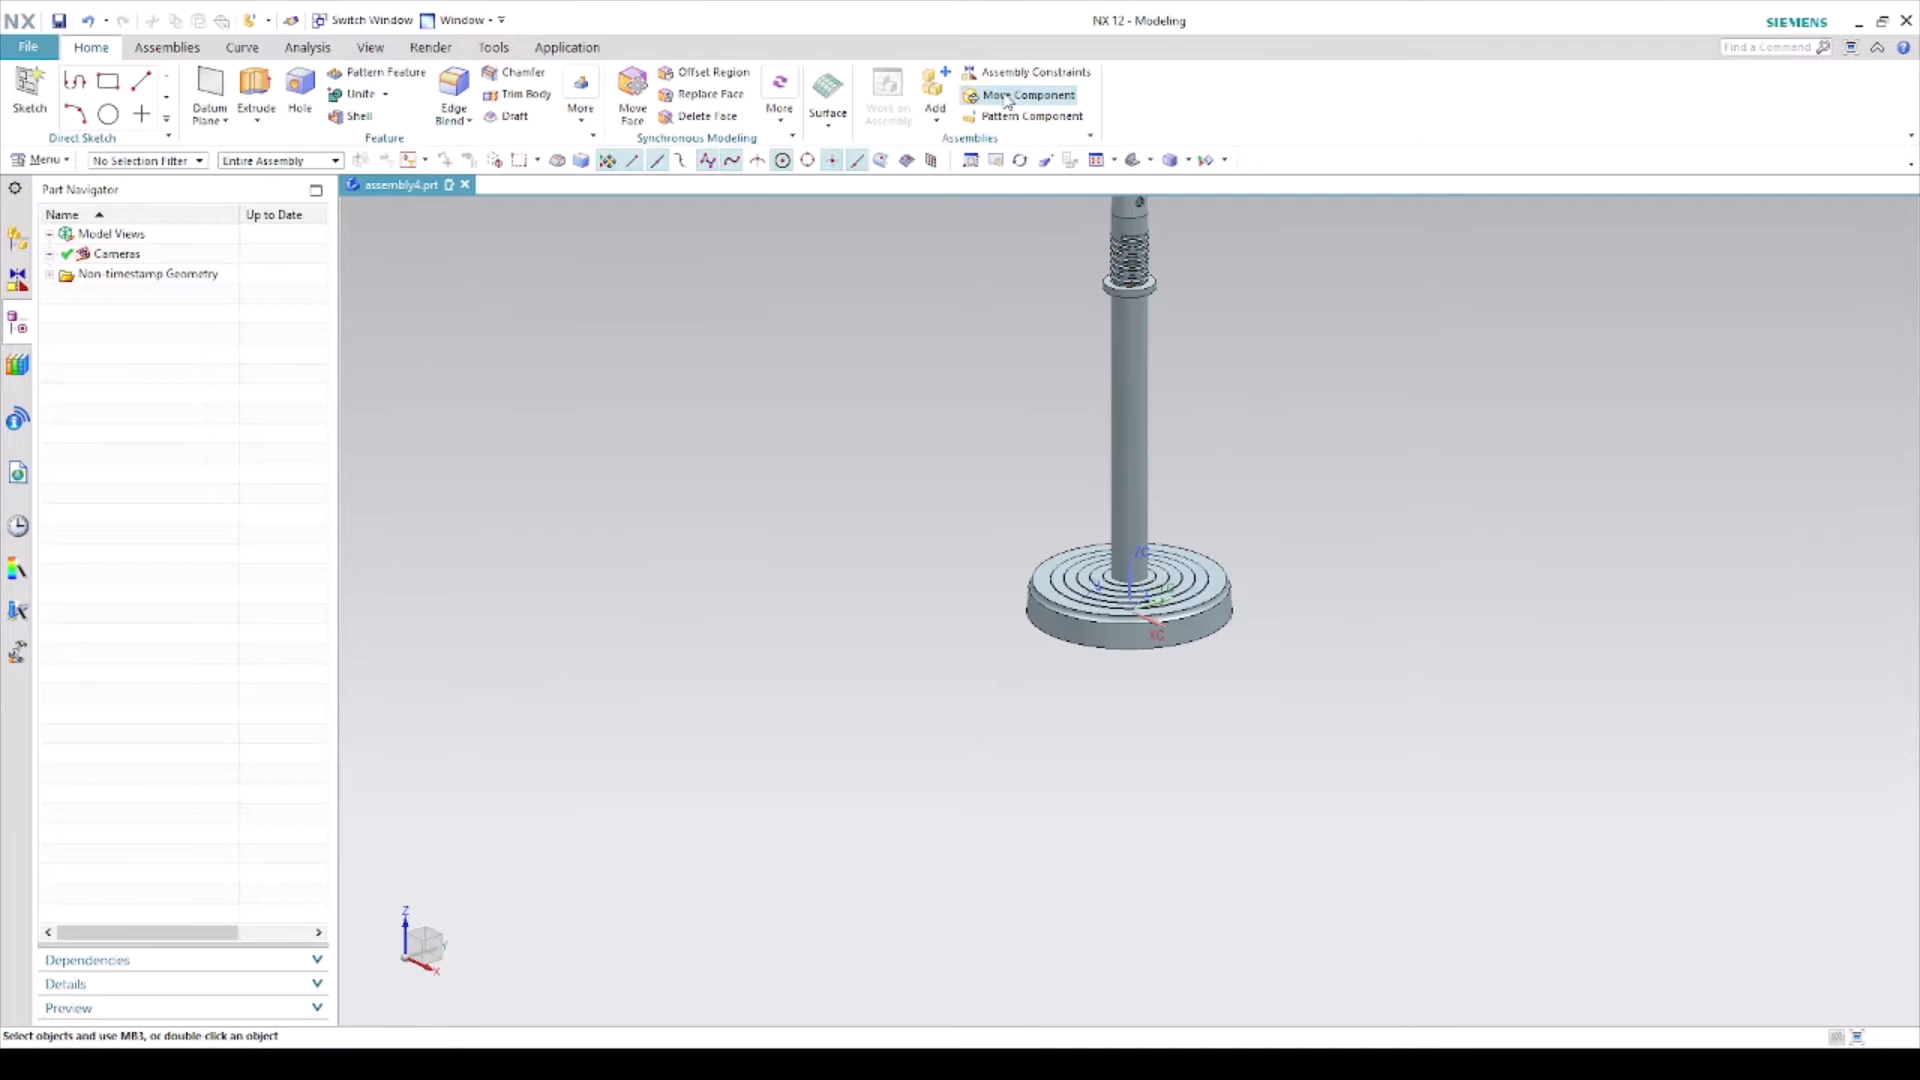 NX
Switch Window Window
NX 12 - Modeling
SIEMENS
File Home Assemblies Curve Analysis View Render Tools Application
Find a Command
Sketch
Datum Plane
Extrude
Hole
Pattern Feature
Unite
Shell
Edge Blend
Chamfer
Trim Body
Draft
More
Move Face
Offset Region
Replace Face
Delete Face
More
Surface
Work on Assembly
Add
Assembly Constraints
Move Component
Pattern Component
Direct Sketch
Feature
Synchronous Modeling
Assemblies
Menu
No Selection Filter
Entire Assembly
Part Navigator
assembly4.prt
Name Up to Date
Model Views
Cameras
Non-timestamp Geometry
XC
Z
X
Dependencies
Details
Preview
Select objects and use MB3, or double-click an object